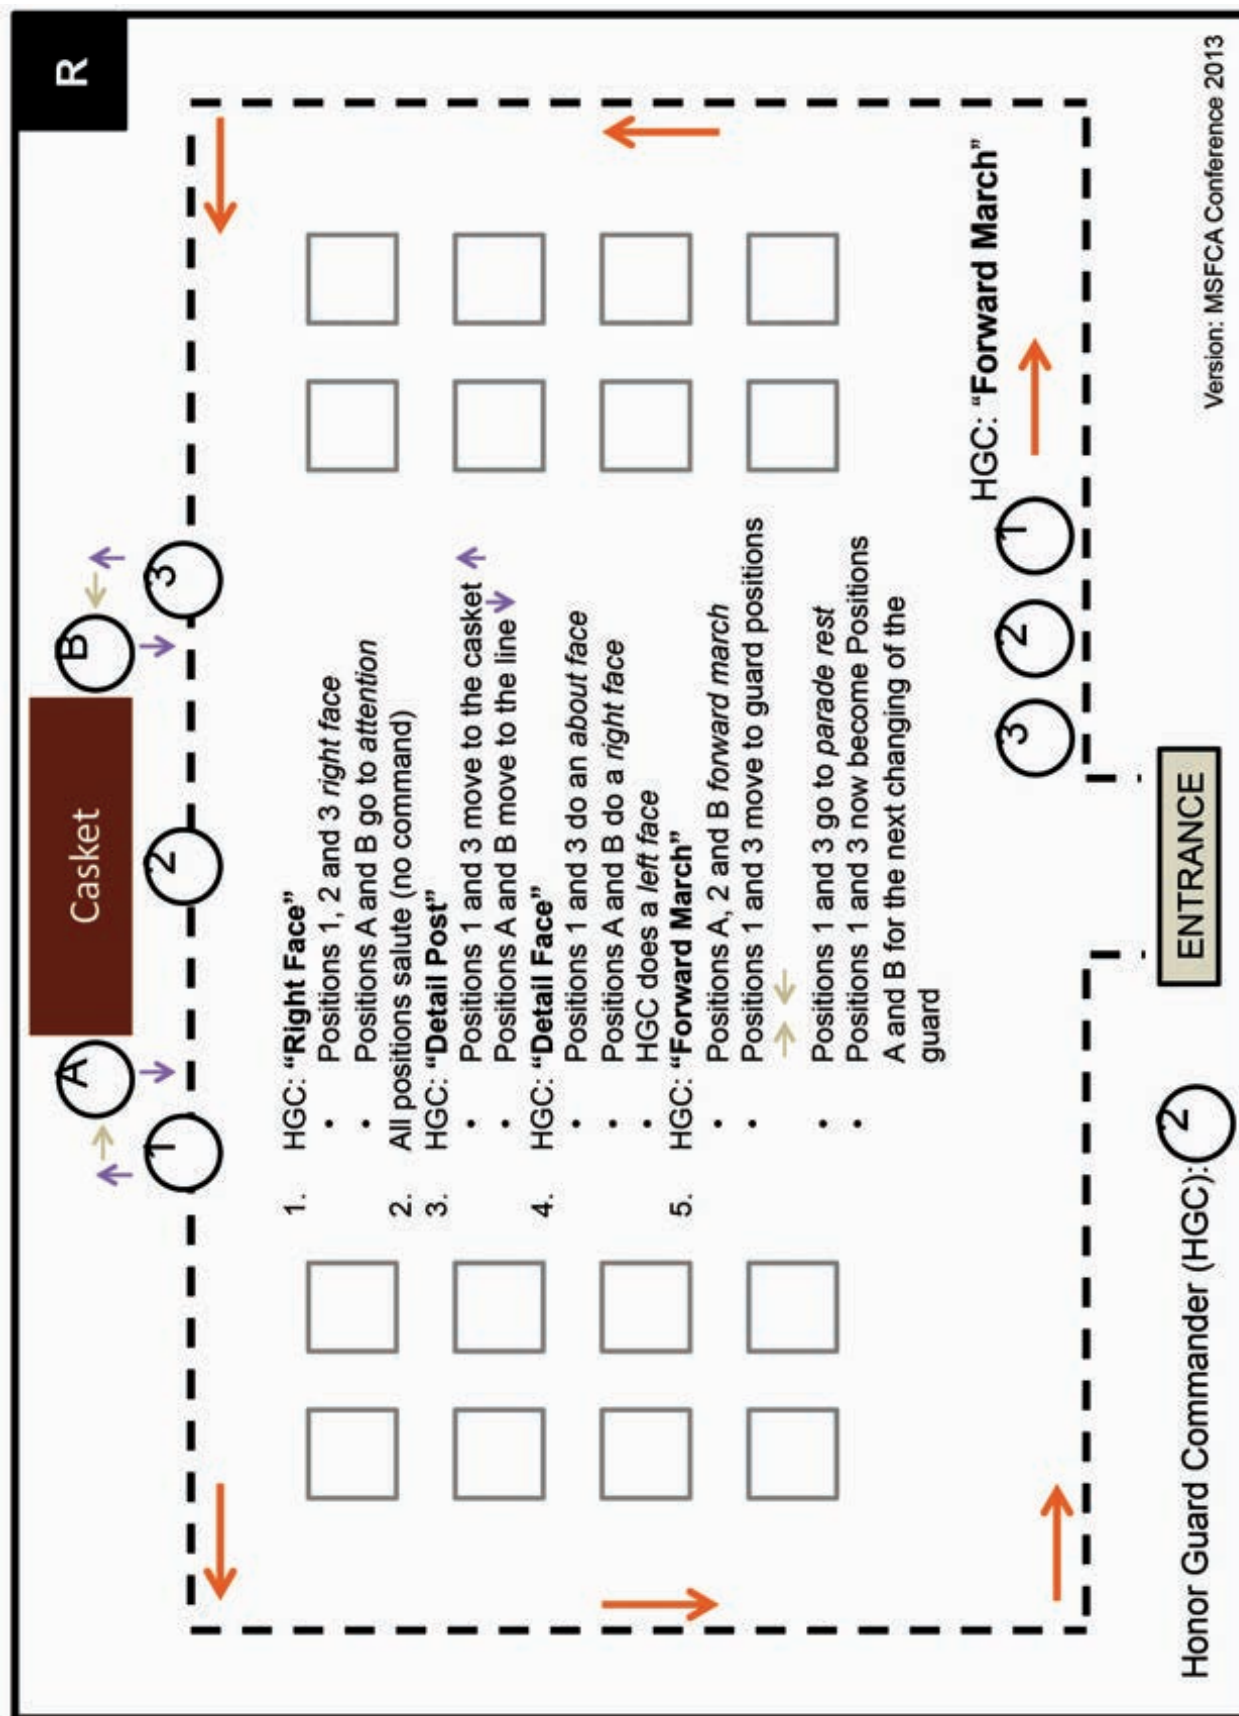 R
Casket
A
B
1
2
3
1. HGC: “Right Face”
• Positions 1, 2 and 3 right face
• Positions A and B go to attention
2. All positions salute (no command)
3. HGC: “Detail Post”
• Positions 1 and 3 move to the casket
• Positions A and B move to the line
4. HGC: “Detail Face”
• Positions 1 and 3 do an about face
• Positions A and B do a right face
• HGC does a left face
5. HGC: “Forward March”
• Positions A, 2 and B forward march
• Positions 1 and 3 move to guard positions
• Positions 1 and 3 go to parade rest
• Positions 1 and 3 now become Positions
A and B for the next changing of the
guard
HGC: “Forward March”
3
2
1
ENTRANCE
Honor Guard Commander (HGC): 2
Version: MSFCA Conference 2013